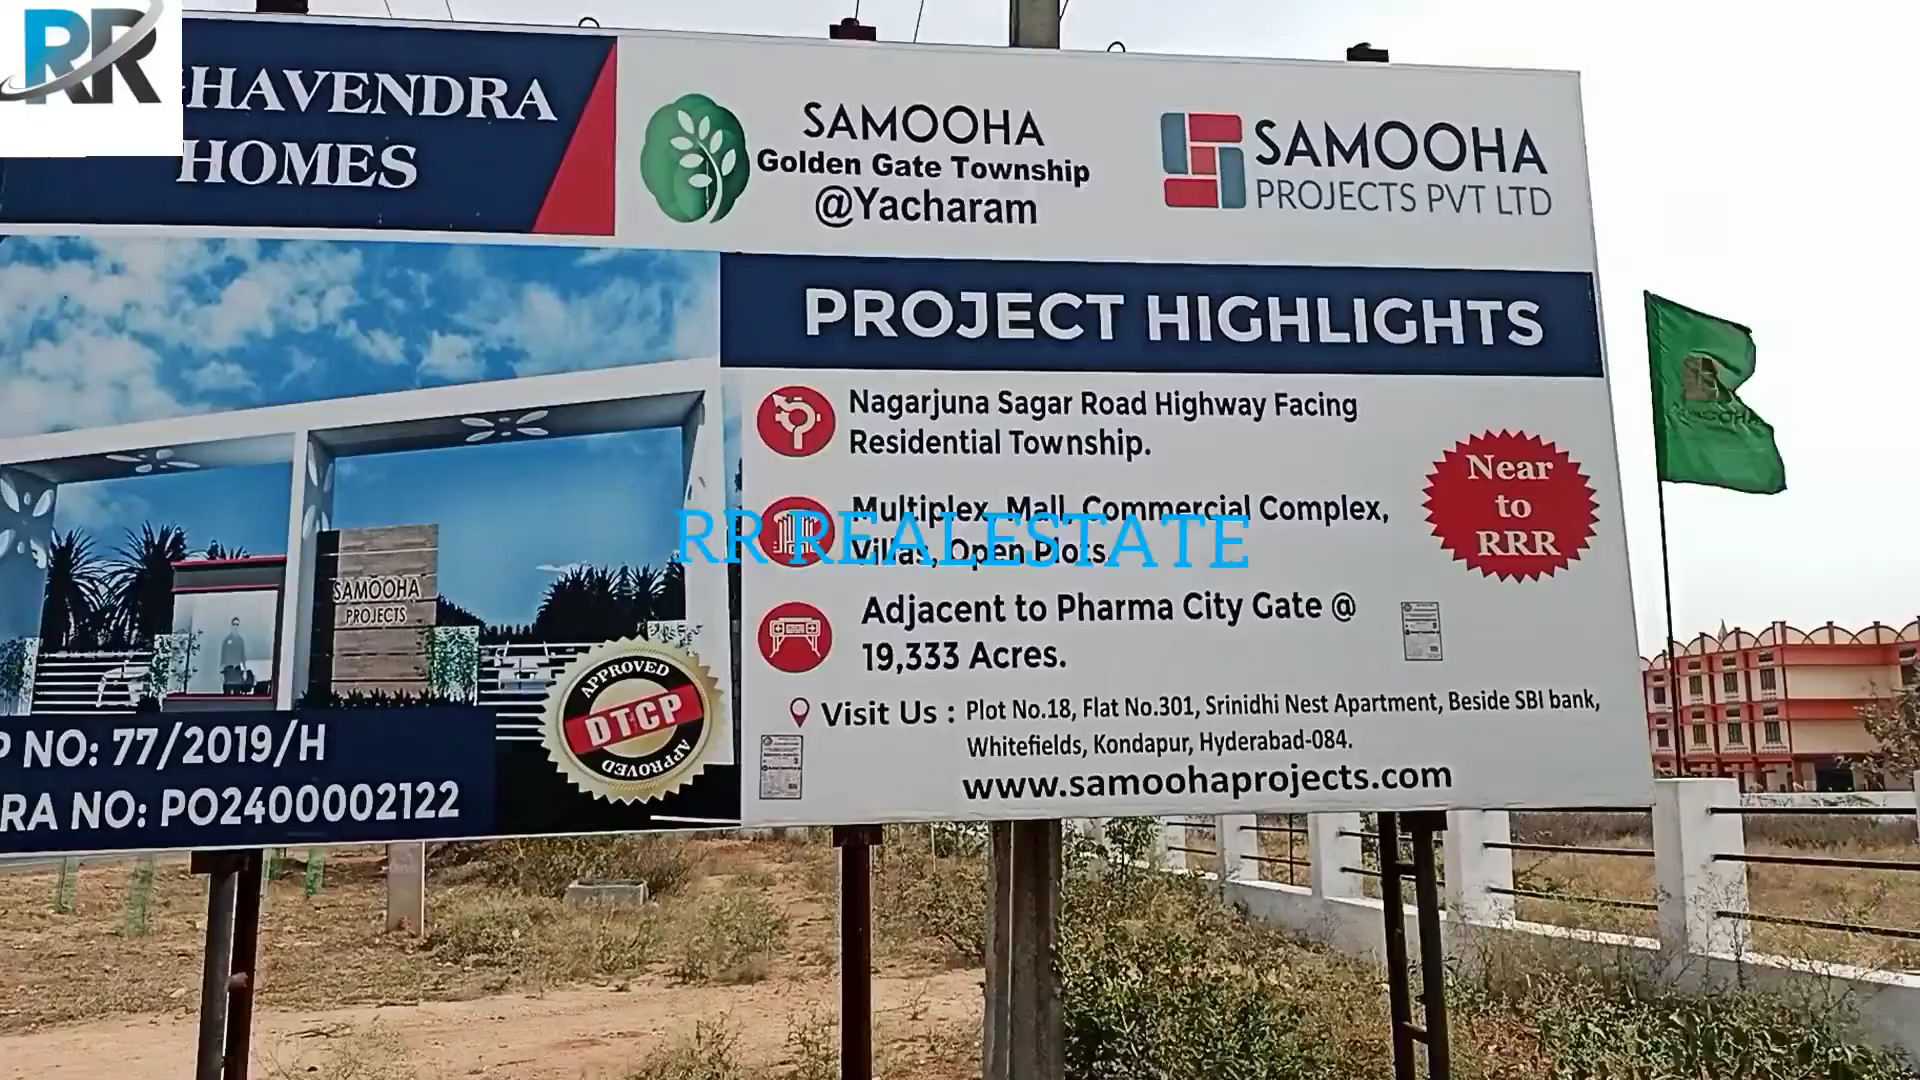 RR
HAVENDRA
HOMES
SAMOOHA
Golden Gate Township
@Yacharam
SAMOOHA
PROJECTS PVT LTD
PROJECT HIGHLIGHTS
Nagarjuna Sagar Road Highway Facing
Residential Township.
Multiplex, Mall, Commercial Complex,
Villas, Open Plots.
RR REALESTATE
Near
to
RRR
Adjacent to Pharma City Gate @
19,333 Acres.
SAMOOHA
PROJECTS
APPROVED
DTCP
APPROVED
P NO: 77/2019/H
RA NO: PO2400002122
Visit Us : Plot No.18, Flat No.301, Srinidhi Nest Apartment, Beside SBI bank,
Whitefields, Kondapur, Hyderabad-084.
www.samoohaprojects.com